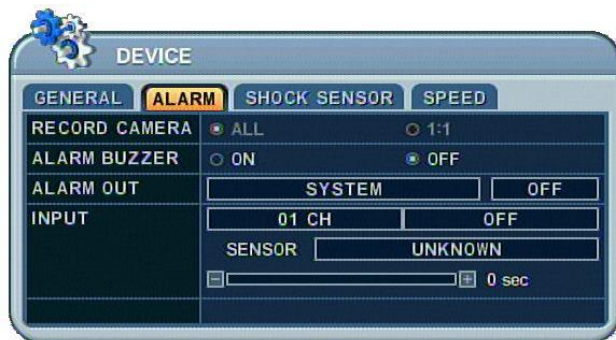 DEVICE
GENERAL ALARM SHOCK SENSOR SPEED
RECORD CAMERA ALL 1:1
ALARM BUZZER ON OFF
ALARM OUT SYSTEM OFF
INPUT 01 CH OFF
SENSOR UNKNOWN
0 sec